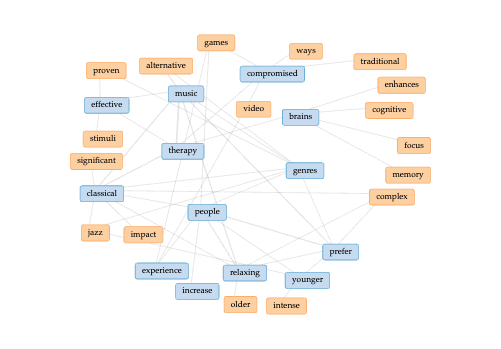 games
ways
alternative
traditional
proven
compromised
enhances
music
effective
video
cognitive
brains
stimuli
focus
therapy
significant
genres
memory
classical
complex
people
jazz
impact
prefer
experience
relaxing
younger
increase
older
intense